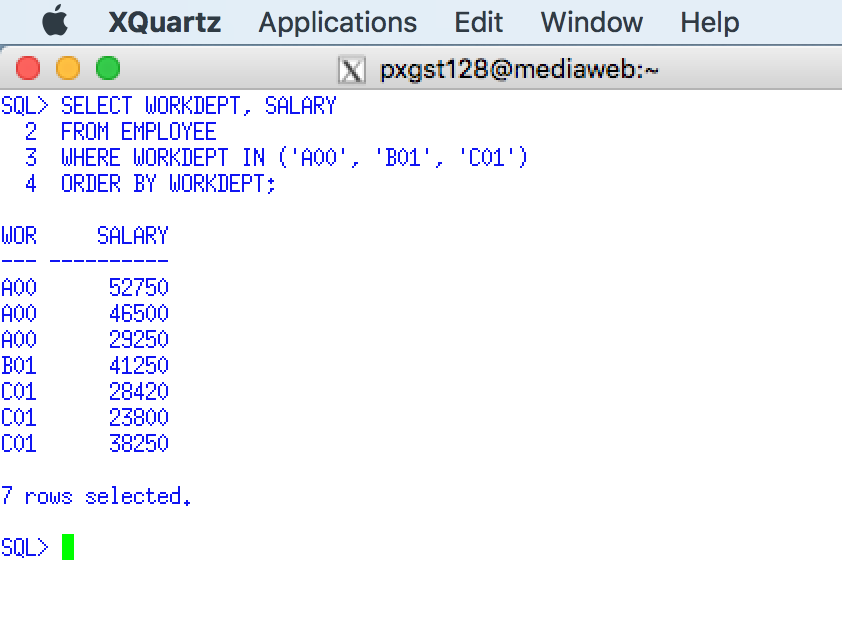 XQuartz Applications Edit Window Help
X pxgst128@mediaweb:~
SQL> SELECT WORKDEPT, SALARY
2 FROM EMPLOYEE
3 WHERE WORKDEPT IN ('A00', 'B01', 'C01')
4 ORDER BY WORKDEPT;
WOR SALARY
--- ----------
A00 52750
A00 46500
A00 29250
B01 41250
C01 28420
C01 23800
C01 38250
7 rows selected.
SQL>